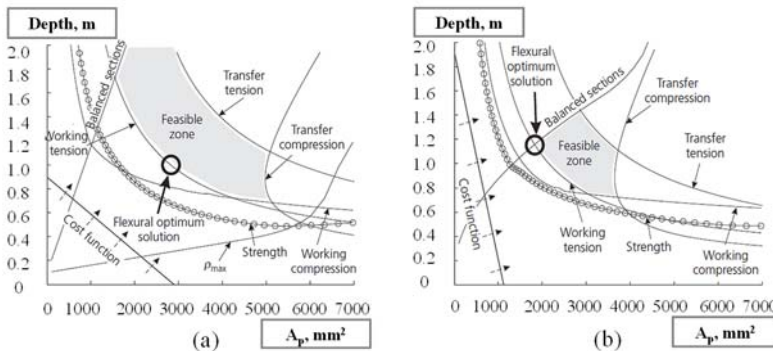 Depth, m
2.0
1.8
1.6
1.4
1.2
1.0
0.8
0.6
0.4
0.2
0
Balanced sections
Working
tension
Feasible
zone
Transfer
tension
Transfer
compression
Cost function
Flexural optimum
solution
ρmax
Strength
Working
compression
0 1000 2000 3000 4000 5000 6000 7000
(a)
Ap, mm²
Depth, m
2.0
1.8
1.6
1.4
1.2
1.0
0.8
0.6
0.4
0.2
0
Flexural
optimum
solution
Balanced sections
Transfer
compression
Feasible
zone
Transfer
tension
Cost function
Working
tension
Strength
Working
compression
0 1000 2000 3000 4000 5000 6000 7000
(b)
Ap, mm²